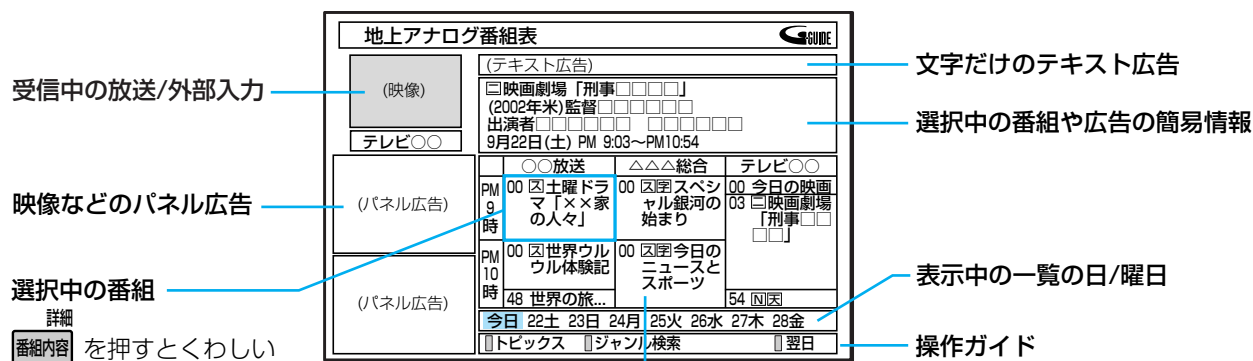 地上アナログ番組表
GGUIDE
受信中の放送/外部入力
(映像)
テレビ○○
(テキスト広告)
文字だけのテキスト広告
㊁映画劇場「刑事□□□□」
(2002年米)監督□□□□□□
出演者□□□□□□ □□□□□□
9月22日(土) PM 9:03~PM10:54
選択中の番組や広告の簡易情報
○○放送 △△△総合 テレビ○○
映像などのパネル広告
(パネル広告)
PM
9
時
00 ス土曜ドラ
マ「××家
の人々」
00 ス字スペシ
ャル銀河の
始まり
00 今日の映画
03 二映画劇場
「刑事□□
□□」
選択中の番組
PM
10
時
00 ス世界ウル
ウル体験記
48 世界の旅...
00 ス字今日の
ニュースと
スポーツ
54 N天
(パネル広告)
表示中の一覧の日/曜日
今日 22土 23日 24月 25火 26水 27木 28金
トピックス ジャンル検索 翌日
操作ガイド
詳細
番組内容 を押すとくわしい